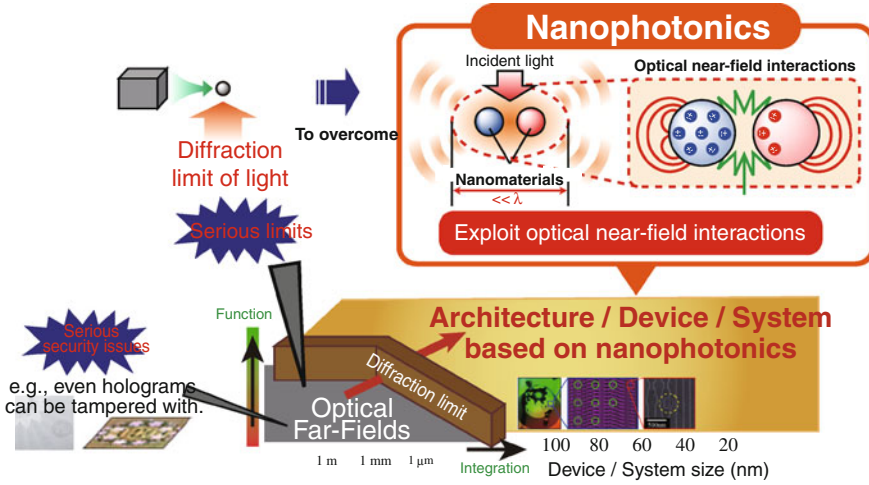 Nanophotonics
Incident light
Optical near-field interactions
To overcome
Diffraction
limit of light
Nanomaterials
<< λ
Serious limits
Exploit optical near-field interactions
Function
Architecture / Device / System
based on nanophotonics
Serious
security issues
e.g., even holograms
can be tampered with.
Diffraction limit
Optical
Far-Fields
1 m 1 mm 1 μm
Integration
100 80 60 40 20
Device / System size (nm)